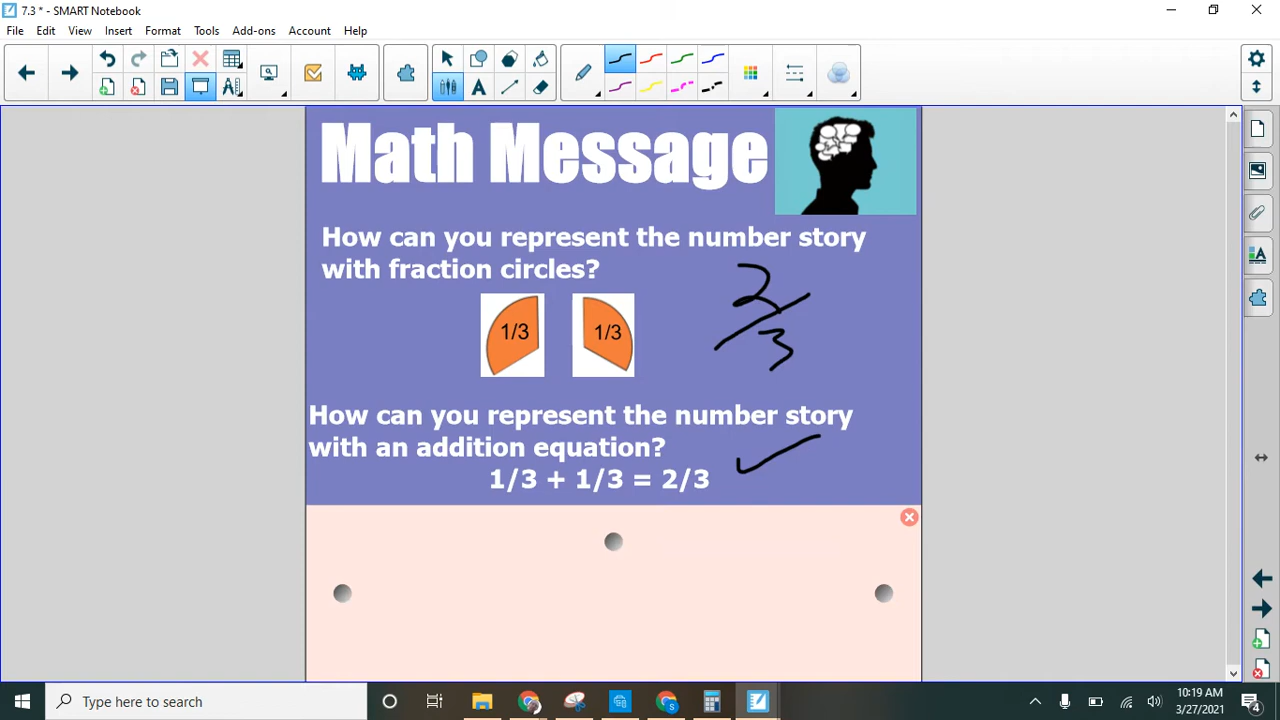 7.3 * - SMART Notebook
File Edit View Insert Format Tools Add-ons Account Help
Math Message
How can you represent the number story
with fraction circles?
2/3
1/3 1/3
How can you represent the number story
with an addition equation?
1/3 + 1/3 = 2/3
Type here to search
10:19 AM
3/27/2021
4